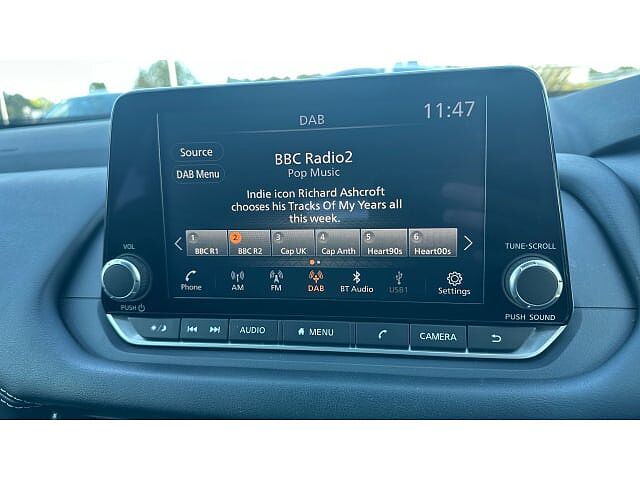 DAB
11:47
Source
DAB Menu
BBC Radio2
Pop Music
Indie icon Richard Ashcroft
chooses his Tracks Of My Years all
this week.
1 2 3 4 5 6
BBC R1 BBC R2 Cap UK Cap Anth Heart90s Heart00s
Phone AM FM DAB BT Audio USB1 Settings
VOL
PUSH
TUNE·SCROLL
PUSH SOUND
AUDIO MENU CAMERA